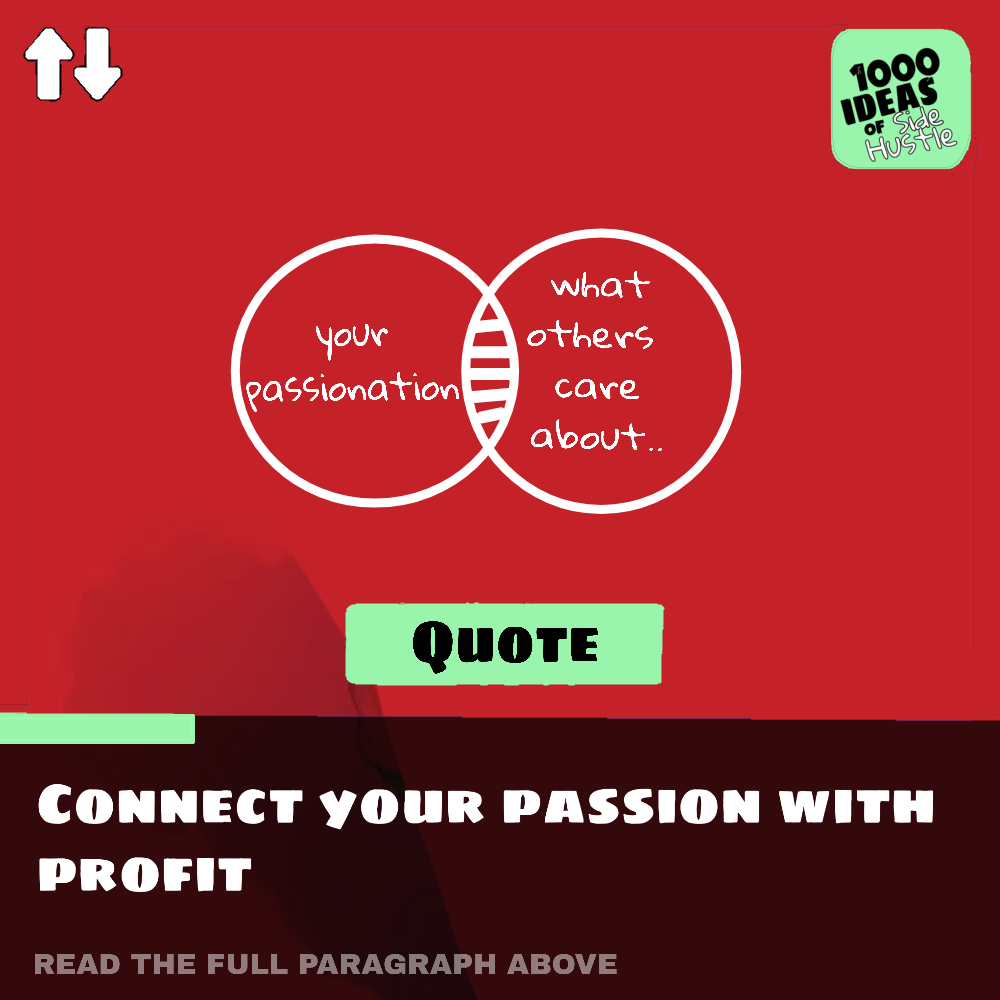 1000
IDEAS
OF Side
Hustle
your
passionation
what
others
care
about..
Quote
Connect your passion with
profit
READ THE FULL PARAGRAPH ABOVE